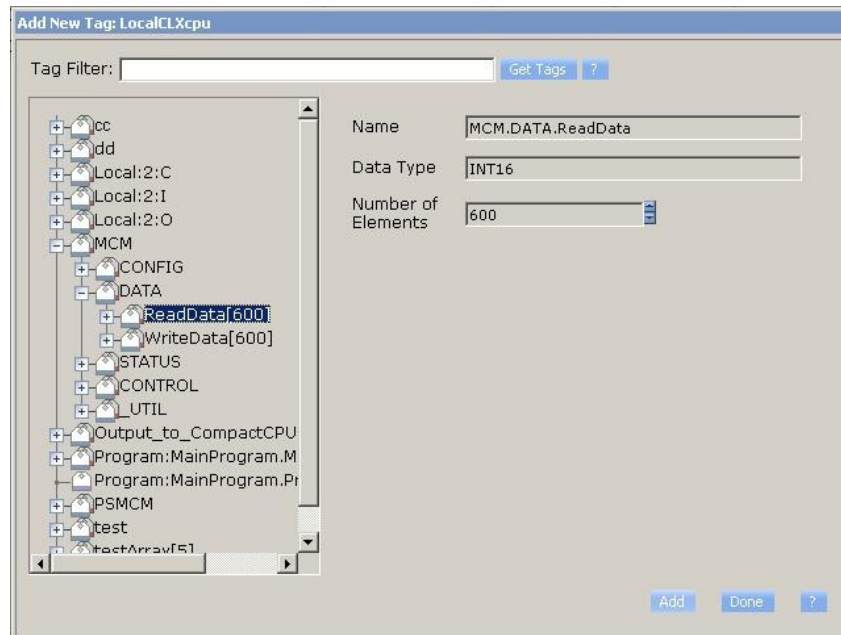 Add New Tag: LocalCLXcpu
Tag Filter:
Get Tags
?
cc
dd
Local:2:C
Local:2:I
Local:2:O
MCM
CONFIG
DATA
ReadData[600]
WriteData[600]
STATUS
CONTROL
_UTIL
Output_to_CompactCPU
Program:MainProgram.M
Program:MainProgram.Pr
PSMCM
test
testArray[5]
Name
MCM.DATA.ReadData
Data Type
INT16
Number of
Elements
600
Add
Done
?